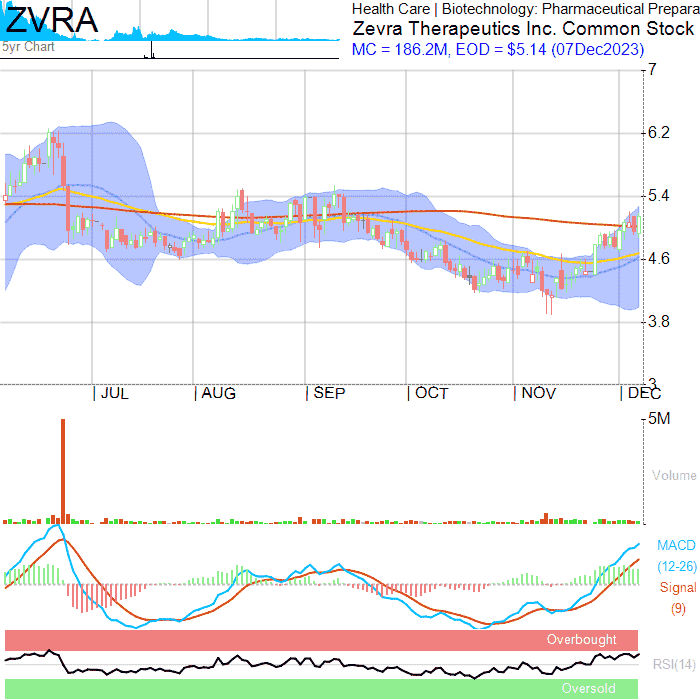 ZVRA
Health Care | Biotechnology: Pharmaceutical Prepara
Zevra Therapeutics Inc. Common Stock
MC = 186.2M, EOD = $5.14 (07Dec2023)
5yr Chart
7
6.2
5.4
4.6
3.8
3
| JUL | AUG | SEP | OCT | NOV | DEC
5M
Volume
MACD
(12-26)
Signal
(9)
Overbought
RSI(14)
Oversold